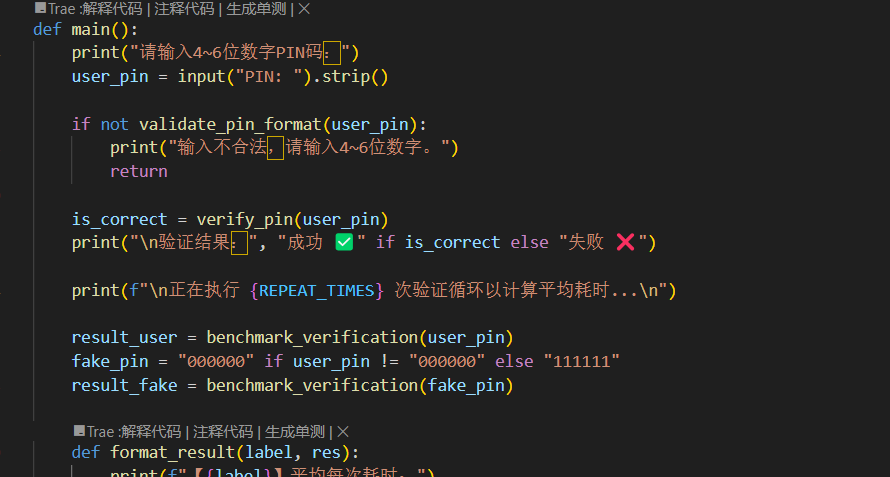 Trae :解释代码 | 注释代码 | 生成单测 | ×
def main():
    print("请输入4~6位数字PIN码：")
    user_pin = input("PIN: ").strip()
    if not validate_pin_format(user_pin):
        print("输入不合法，请输入4~6位数字。")
        return
    is_correct = verify_pin(user_pin)
    print("\n验证结果：", "成功 ✅" if is_correct else "失败 ❌")
    print(f"\n正在执行 {REPEAT_TIMES} 次验证循环以计算平均耗时...\n")
    result_user = benchmark_verification(user_pin)
    fake_pin = "000000" if user_pin != "000000" else "111111"
    result_fake = benchmark_verification(fake_pin)
Trae :解释代码 | 注释代码 | 生成单测 | ×
    def format_result(label, res):
        print(f"【{label}】平均每次耗时：")